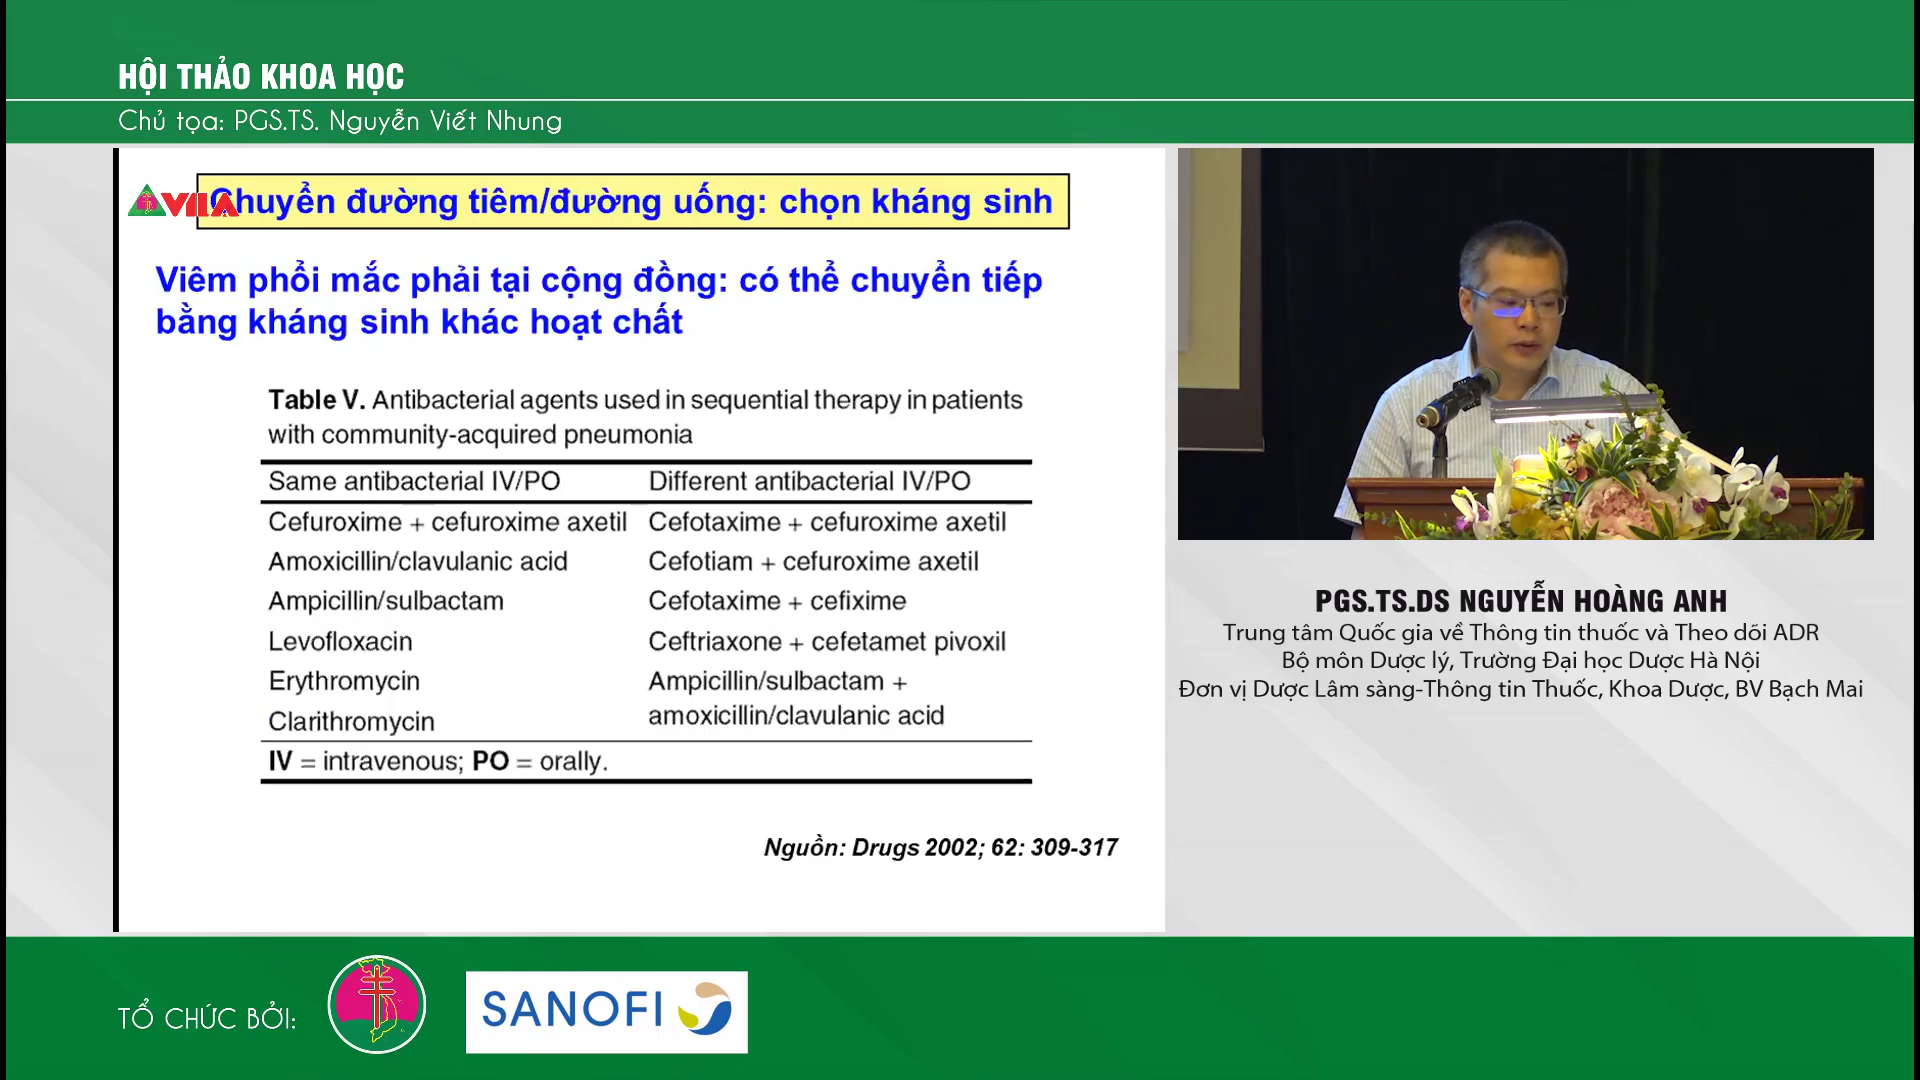 HỘI THẢO KHOA HỌC
Chủ tọa: PGS.TS. Nguyễn Viết Nhung
VILA
Chuyển đường tiêm/đường uống: chọn kháng sinh
Viêm phổi mắc phải tại cộng đồng: có thể chuyển tiếp
bằng kháng sinh khác hoạt chất
Table V. Antibacterial agents used in sequential therapy in patients
with community-acquired pneumonia
Same antibacterial IV/PO Different antibacterial IV/PO
Cefuroxime + cefuroxime axetil Cefotaxime + cefuroxime axetil
Amoxicillin/clavulanic acid Cefotiam + cefuroxime axetil
Ampicillin/sulbactam Cefotaxime + cefixime
Levofloxacin Ceftriaxone + cefetamet pivoxil
Erythromycin Ampicillin/sulbactam +
Clarithromycin amoxicillin/clavulanic acid
IV = intravenous; PO = orally.
Nguồn: Drugs 2002; 62: 309-317
PGS.TS.DS NGUYỄN HOÀNG ANH
Trung tâm Quốc gia về Thông tin thuốc và Theo dõi ADR
Bộ môn Dược lý, Trường Đại học Dược Hà Nội
Đơn vị Dược Lâm sàng-Thông tin Thuốc, Khoa Dược, BV Bạch Mai
TỔ CHỨC BỞI:
SANOFI